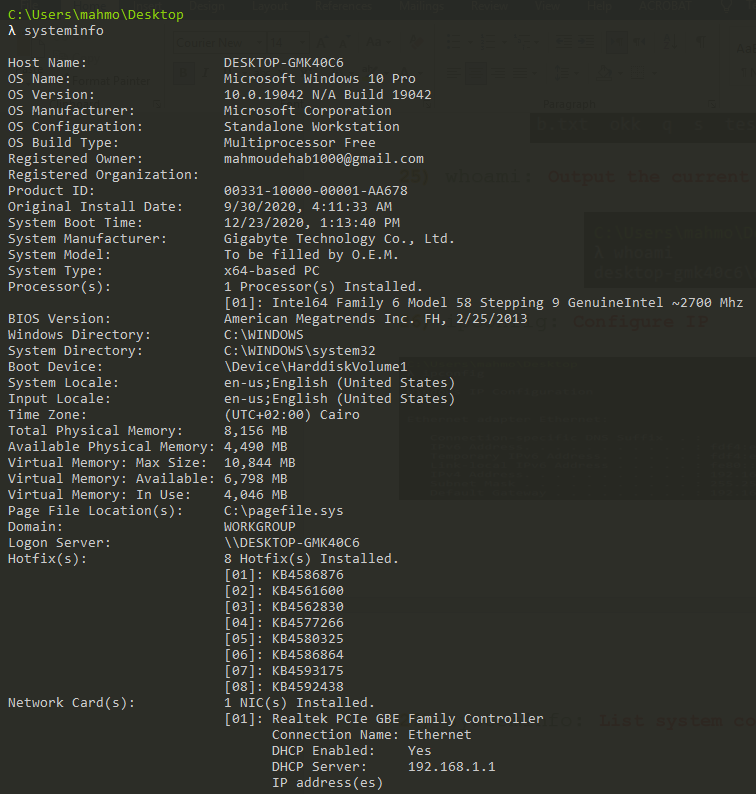 C:\Users\mahmo\Desktop
λ systeminfo
Host Name: DESKTOP-GMK40C6
OS Name: Microsoft Windows 10 Pro
OS Version: 10.0.19042 N/A Build 19042
OS Manufacturer: Microsoft Corporation
OS Configuration: Standalone Workstation
OS Build Type: Multiprocessor Free
Registered Owner: mahmoudehab1000@gmail.com
Registered Organization:
Product ID: 00331-10000-00001-AA678
Original Install Date: 9/30/2020, 4:11:33 AM
System Boot Time: 12/23/2020, 1:13:40 PM
System Manufacturer: Gigabyte Technology Co., Ltd.
System Model: To be filled by O.E.M.
System Type: x64-based PC
Processor(s): 1 Processor(s) Installed.
[01]: Intel64 Family 6 Model 58 Stepping 9 GenuineIntel ~2700 Mhz
BIOS Version: American Megatrends Inc. FH, 2/25/2013
Windows Directory: C:\WINDOWS
System Directory: C:\WINDOWS\system32
Boot Device: \Device\HarddiskVolume1
System Locale: en-us;English (United States)
Input Locale: en-us;English (United States)
Time Zone: (UTC+02:00) Cairo
Total Physical Memory: 8,156 MB
Available Physical Memory: 4,490 MB
Virtual Memory: Max Size: 10,844 MB
Virtual Memory: Available: 6,798 MB
Virtual Memory: In Use: 4,046 MB
Page File Location(s): C:\pagefile.sys
Domain: WORKGROUP
Logon Server: \\DESKTOP-GMK40C6
Hotfix(s): 8 Hotfix(s) Installed.
[01]: KB4586876
[02]: KB4561600
[03]: KB4562830
[04]: KB4577266
[05]: KB4580325
[06]: KB4586864
[07]: KB4593175
[08]: KB4592438
Network Card(s): 1 NIC(s) Installed.
[01]: Realtek PCIe GBE Family Controller
Connection Name: Ethernet
DHCP Enabled: Yes
DHCP Server: 192.168.1.1
IP address(es)
whoami: Output the current
Configure IP
List system co